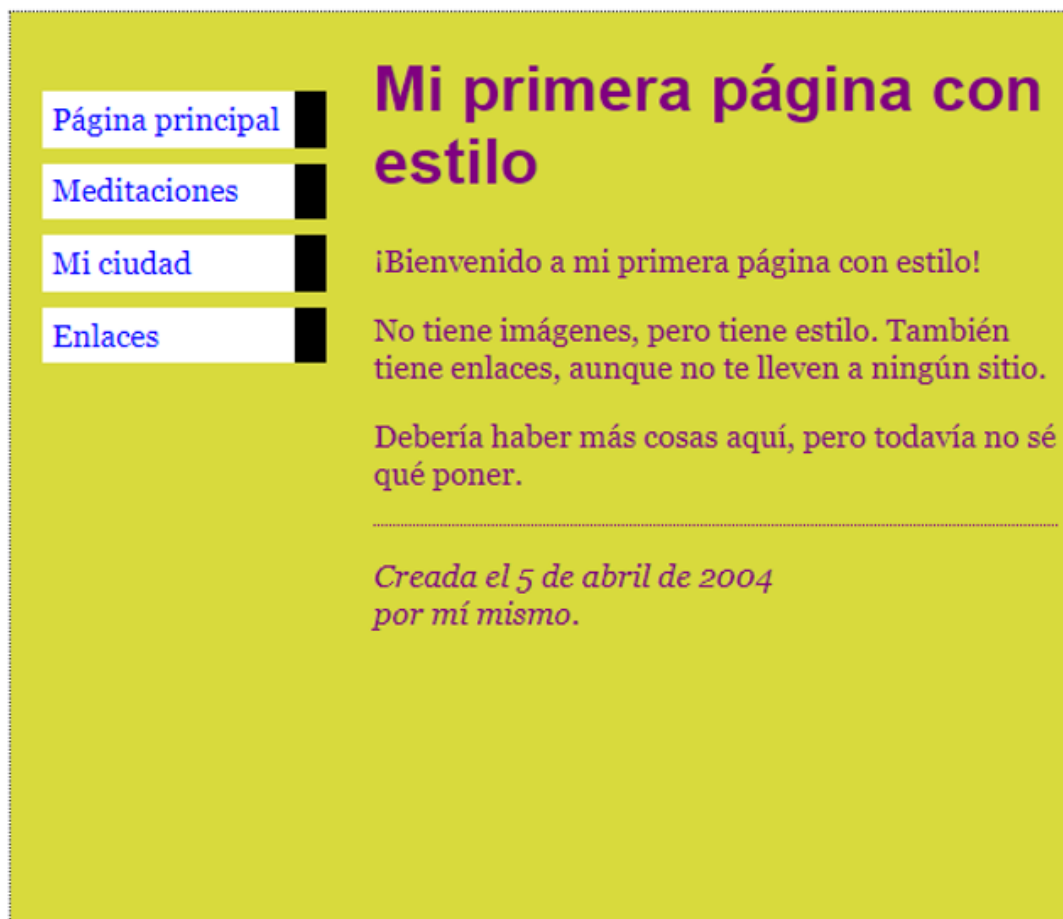 Página principal
Meditaciones
Mi ciudad
Enlaces
Mi primera página con
estilo
¡Bienvenido a mi primera página con estilo!
No tiene imágenes, pero tiene estilo. También
tiene enlaces, aunque no te lleven a ningún sitio.
Debería haber más cosas aquí, pero todavía no sé
qué poner.
Creada el 5 de abril de 2004
por mí mismo.